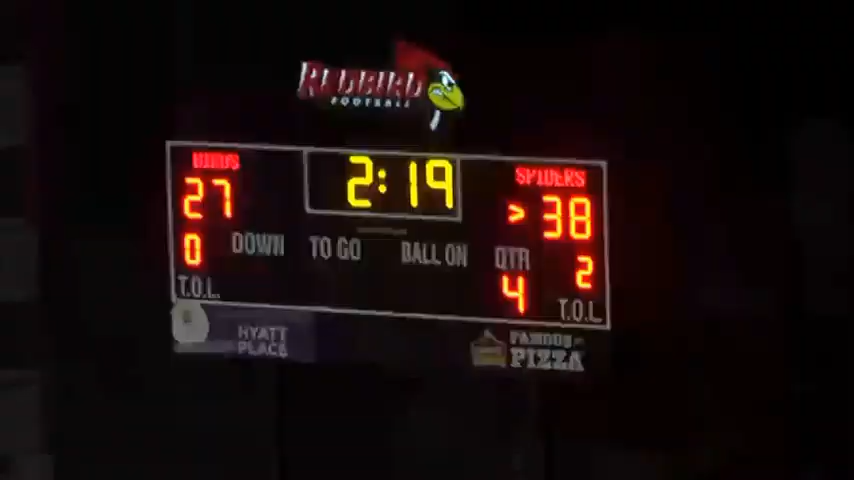 REDBIRD
FOOTBALL
BIRDS 2:19 SPIDERS
27 > 38
0 DOWN TO GO BALL ON QTR 2
T.O.L. 4 T.O.L.
HYATT PLACE
FAMOUS PIZZA